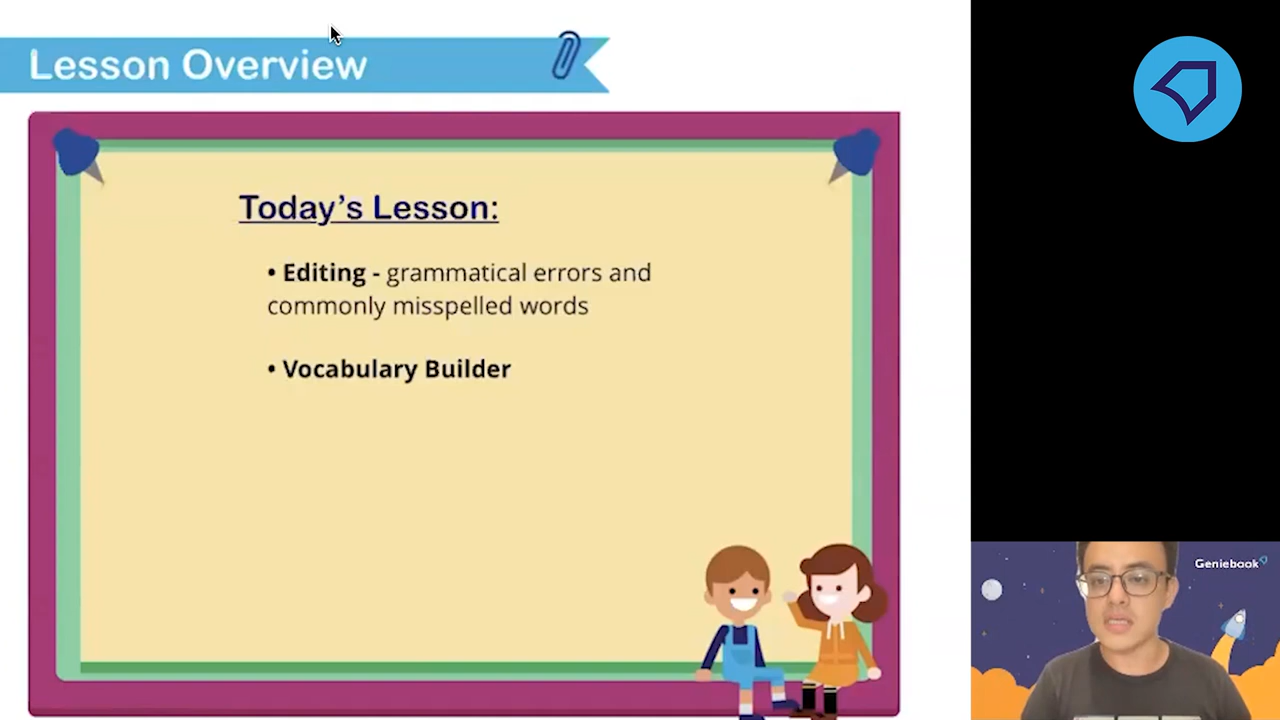 Lesson Overview
Today’s Lesson:
• Editing - grammatical errors and
commonly misspelled words
• Vocabulary Builder
Geniebook